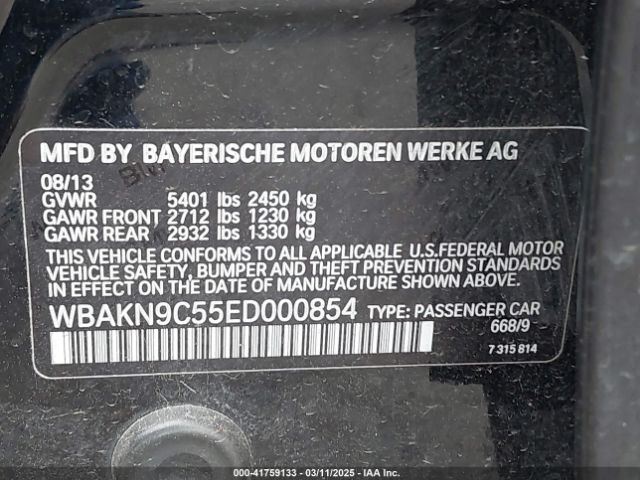 MFD BY BAYERISCHE MOTOREN WERKE AG
08/13
GVWR 5401 lbs 2450 kg
GAWR FRONT 2712 lbs 1230 kg
GAWR REAR 2932 lbs 1330 kg
THIS VEHICLE CONFORMS TO ALL APPLICABLE U.S.FEDERAL MOTOR
VEHICLE SAFETY, BUMPER AND THEFT PREVENTION STANDARDS
IN EFFECT ON THE DATE OF MANUFACTURE SHOWN ABOVE.
WBAKN9C55ED000854 TYPE: PASSENGER CAR
668/9
7 315 814
000-41759133 - 03/11/2025 - IAA Inc.